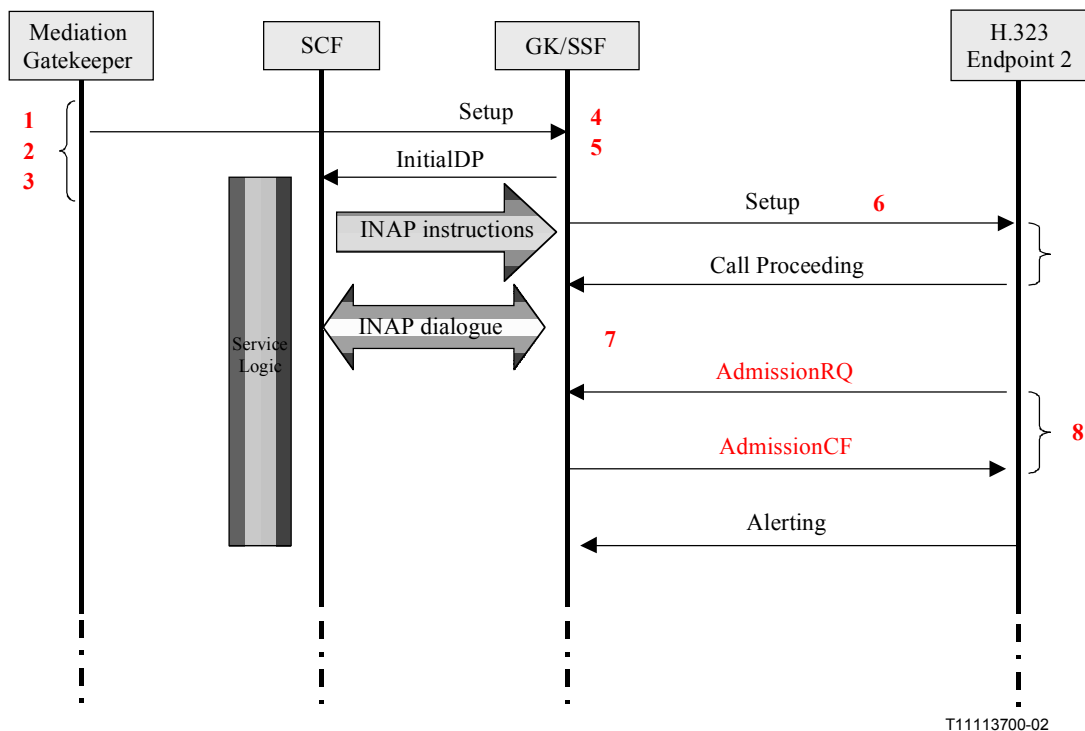 Mediation
Gatekeeper
SCF
GK/SSF
H.323
Endpoint 2
1
2
3
Setup
4
5
InitialDP
INAP instructions
Setup
6
Call Proceeding
INAP dialogue
Service
Logic
7
AdmissionRQ
8
AdmissionCF
Alerting
T11113700-02